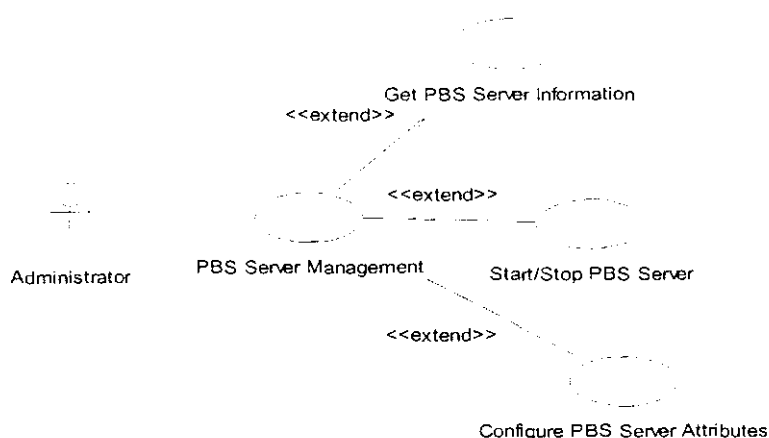 Get PBS Server Information
<<extend>>
<<extend>>
Administrator
PBS Server Management
Start/Stop PBS Server
<<extend>>
Configure PBS Server Attributes